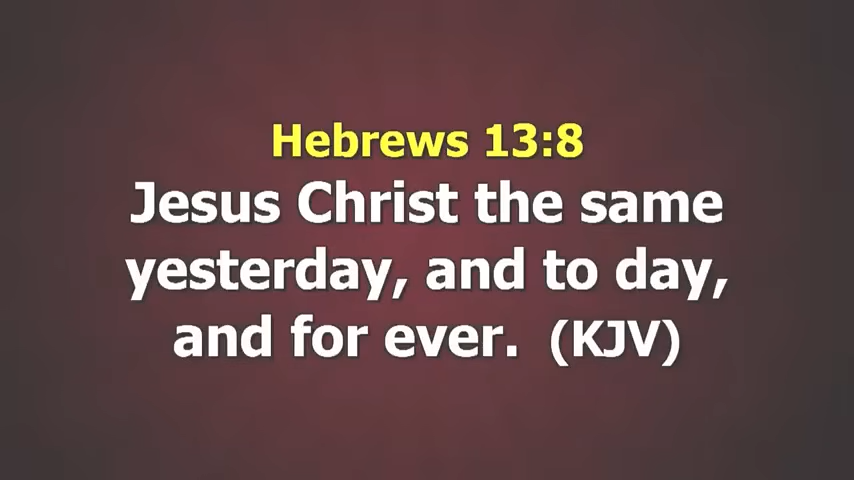 Hebrews 13:8
Jesus Christ the same
yesterday, and to day,
and for ever. (KJV)